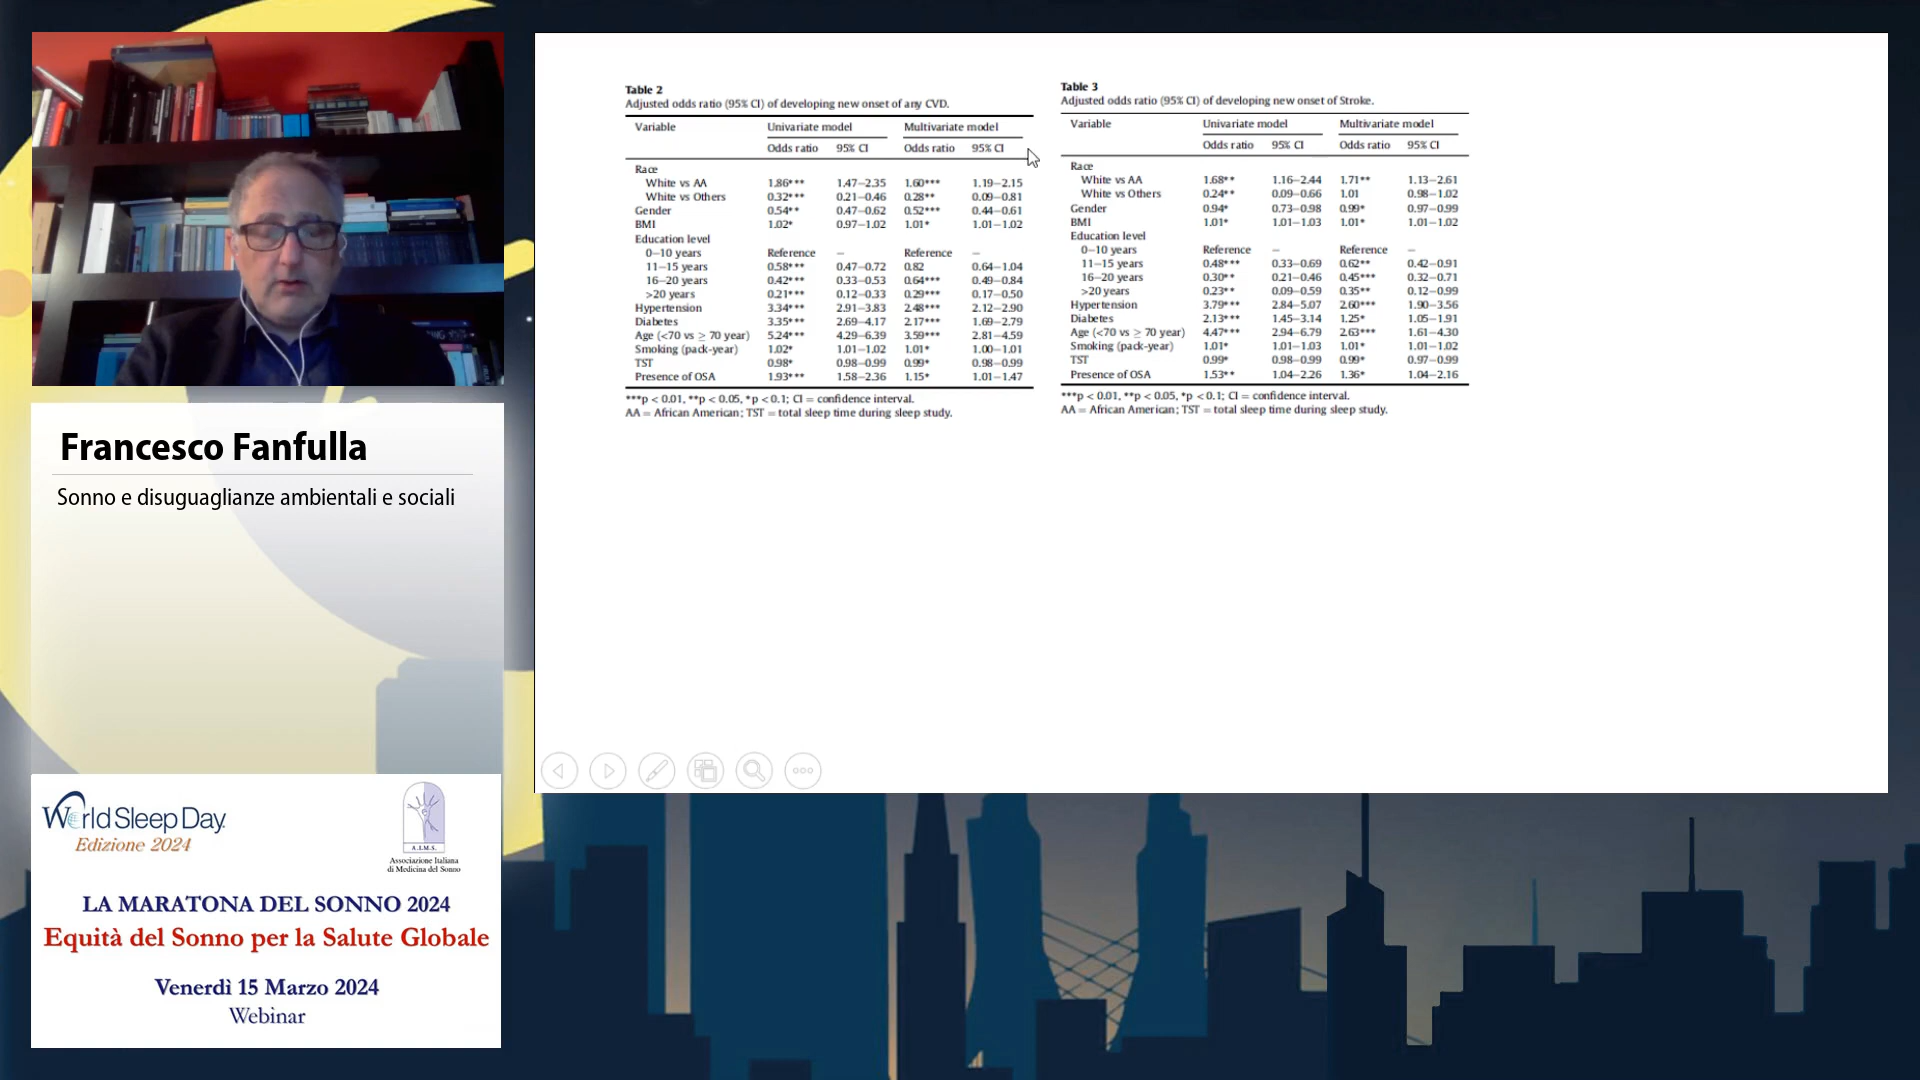 Francesco Fanfulla
Sonno e disuguaglianze ambientali e sociali
World Sleep Day
Edizione 2024
A.I.M.S.
Associazione Italiana
di Medicina del Sonno
LA MARATONA DEL SONNO 2024
Equità del Sonno per la Salute Globale
Venerdì 15 Marzo 2024
Webinar
Table 2
Adjusted odds ratio (95% CI) of developing new onset of any CVD.
Variable Univariate model Multivariate model
Odds ratio 95% CI Odds ratio 95% CI
Race
White vs AA 1.86*** 1.47–2.35 1.60*** 1.19–2.15
White vs Others 0.32*** 0.21–0.46 0.28** 0.09–0.81
Gender 0.54** 0.47–0.62 0.52*** 0.44–0.61
BMI 1.02* 0.97–1.02 1.01* 1.01–1.02
Education level
0–10 years Reference – Reference –
11–15 years 0.58*** 0.47–0.72 0.82 0.64–1.04
16–20 years 0.42*** 0.33–0.53 0.64*** 0.49–0.84
>20 years 0.21*** 0.12–0.33 0.29*** 0.17–0.50
Hypertension 3.34*** 2.91–3.83 2.48*** 2.12–2.90
Diabetes 3.35*** 2.69–4.17 2.17*** 1.69–2.79
Age (<70 vs ≥ 70 year) 5.24*** 4.29–6.39 3.59*** 2.81–4.59
Smoking (pack-year) 1.02* 1.01–1.02 1.01* 1.00–1.01
TST 0.98* 0.98–0.99 0.99* 0.98–0.99
Presence of OSA 1.93*** 1.58–2.36 1.15* 1.01–1.47
***p < 0.01, **p < 0.05, *p < 0.1; CI = confidence interval.
AA = African American; TST = total sleep time during sleep study.
Table 3
Adjusted odds ratio (95% CI) of developing new onset of Stroke.
Variable Univariate model Multivariate model
Odds ratio 95% CI Odds ratio 95% CI
Race
White vs AA 1.68** 1.16–2.44 1.71** 1.13–2.61
White vs Others 0.24** 0.09–0.66 1.01 0.98–1.02
Gender 0.94* 0.73–0.98 0.99* 0.97–0.99
BMI 1.01* 1.01–1.03 1.01* 1.01–1.02
Education level
0–10 years Reference – Reference –
11–15 years 0.48*** 0.33–0.69 0.62** 0.42–0.91
16–20 years 0.30** 0.21–0.46 0.45*** 0.32–0.71
>20 years 0.23** 0.09–0.59 0.35** 0.12–0.99
Hypertension 3.79*** 2.84–5.07 2.60*** 1.90–3.56
Diabetes 2.13*** 1.45–3.14 1.25* 1.05–1.91
Age (<70 vs ≥ 70 year) 4.47*** 2.94–6.79 2.63*** 1.61–4.30
Smoking (pack-year) 1.01* 1.01–1.03 1.01* 1.01–1.02
TST 0.99* 0.98–0.99 0.99* 0.97–0.99
Presence of OSA 1.53** 1.04–2.26 1.36* 1.04–2.16
***p < 0.01, **p < 0.05, *p < 0.1; CI = confidence interval.
AA = African American; TST = total sleep time during sleep study.